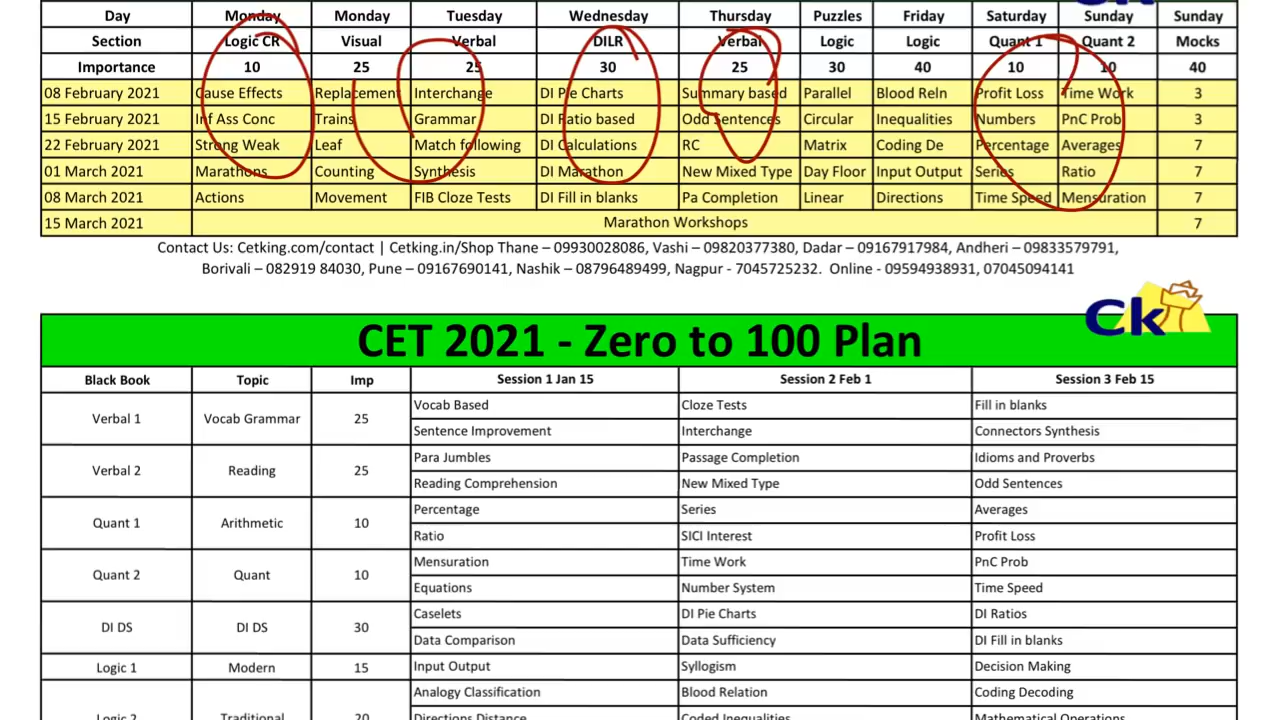 Day Monday Monday Tuesday Wednesday Thursday Puzzles Friday Saturday Sunday Sunday
Section Logic CR Visual Verbal DILR Verbal Logic Logic Quant 1 Quant 2 Mocks
Importance 10 25 25 30 25 30 40 10 10 40
08 February 2021 Cause Effects Replacement Interchange DI Pie Charts Summary based Parallel Blood Reln Profit Loss Time Work 3
15 February 2021 Inf Ass Conc Trains Grammar DI Ratio based Odd Sentences Circular Inequalities Numbers PnC Prob 3
22 February 2021 Strong Weak Leaf Match following DI Calculations RC Matrix Coding De Percentage Averages 7
01 March 2021 Marathons Counting Synthesis DI Marathon New Mixed Type Day Floor Input Output Series Ratio 7
08 March 2021 Actions Movement FIB Cloze Tests DI Fill in blanks Pa Completion Linear Directions Time Speed Mensuration 7
15 March 2021 Marathon Workshops 7
Contact Us: Cetking.com/contact | Cetking.in/Shop Thane – 09930028086, Vashi – 09820377380, Dadar – 09167917984, Andheri – 09833579791,
Borivali – 082919 84030, Pune – 09167690141, Nashik – 08796489499, Nagpur - 7045725232. Online - 09594938931, 07045094141
Ck
CET 2021 - Zero to 100 Plan
Black Book Topic Imp Session 1 Jan 15 Session 2 Feb 1 Session 3 Feb 15
Verbal 1 Vocab Grammar 25 Vocab Based Cloze Tests Fill in blanks
Sentence Improvement Interchange Connectors Synthesis
Verbal 2 Reading 25 Para Jumbles Passage Completion Idioms and Proverbs
Reading Comprehension New Mixed Type Odd Sentences
Quant 1 Arithmetic 10 Percentage Series Averages
Ratio SICI Interest Profit Loss
Quant 2 Quant 10 Mensuration Time Work PnC Prob
Equations Number System Time Speed
DI DS DI DS 30 Caselets DI Pie Charts DI Ratios
Data Comparison Data Sufficiency DI Fill in blanks
Logic 1 Modern 15 Input Output Syllogism Decision Making
Analogy Classification Blood Relation Coding Decoding
Logic 2 Traditional 20 Directions Distance Coded Inequalities Mathematical Operations